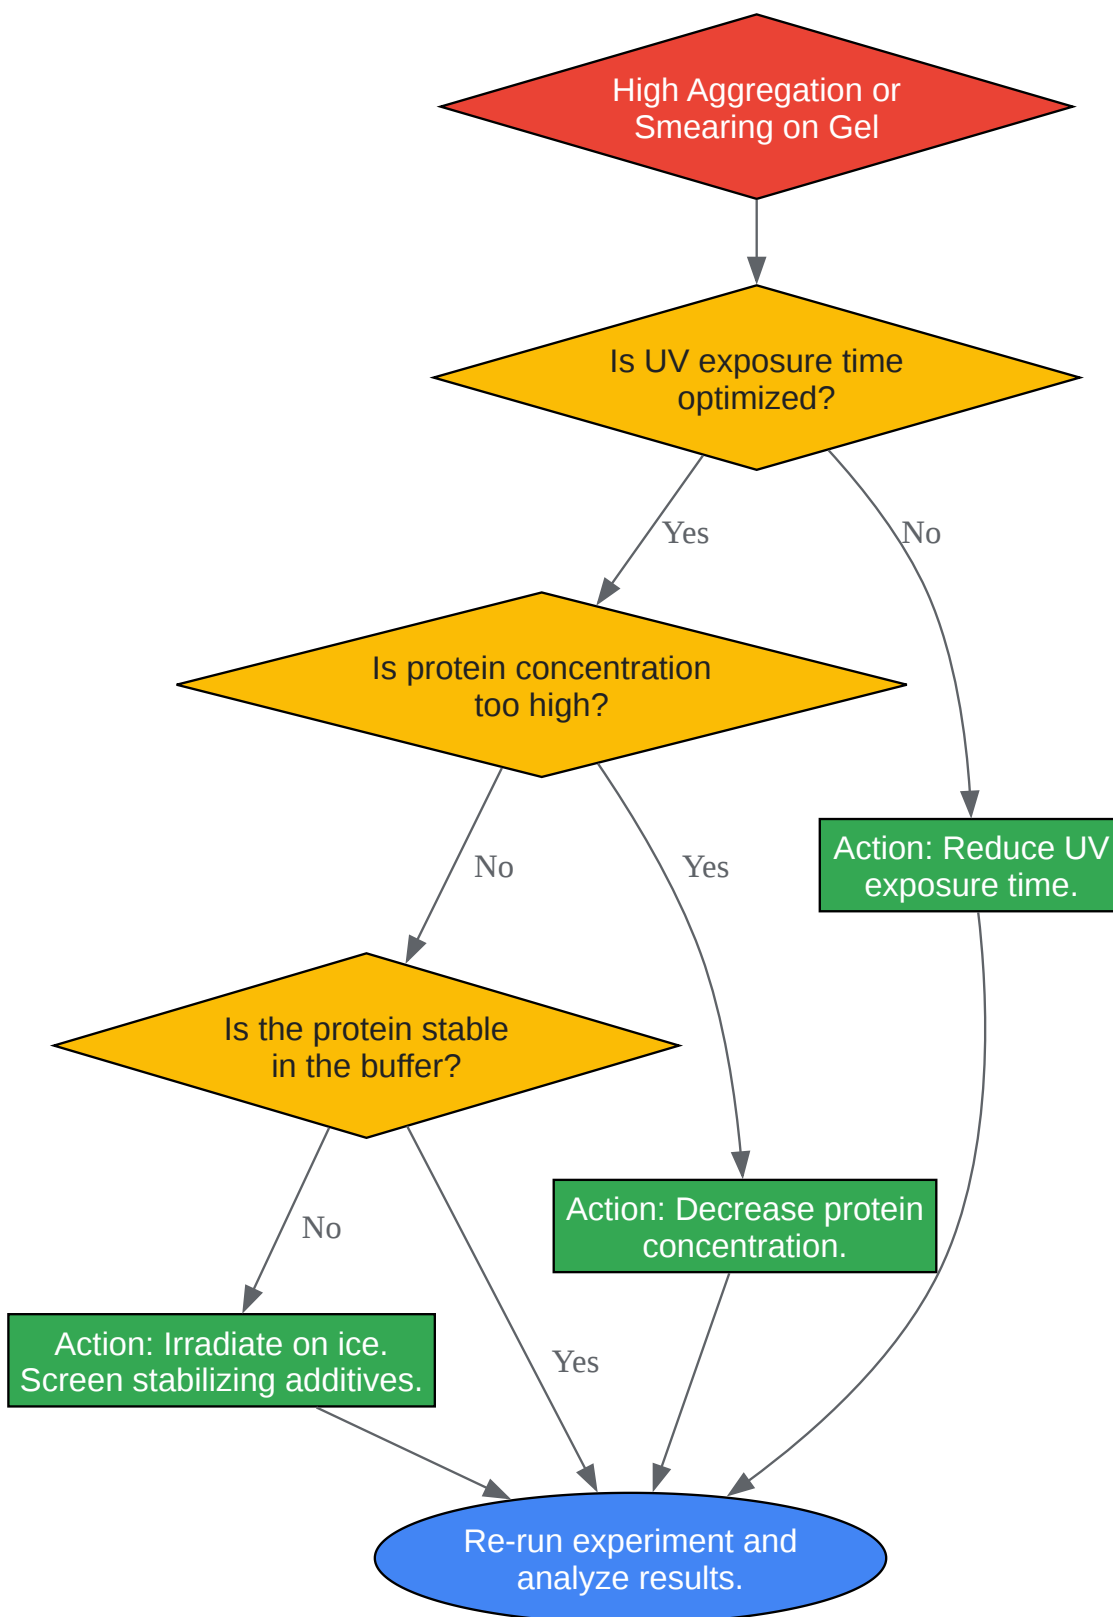 High Aggregation or
Smearing on Gel
Is UV exposure time
optimized?
Yes
No
Is protein concentration
too high?
No
Yes
Action: Reduce UV
exposure time.
Is the protein stable
in the buffer?
No
Yes
Action: Decrease protein
concentration.
Action: Irradiate on ice.
Screen stabilizing additives.
Re-run experiment and
analyze results.